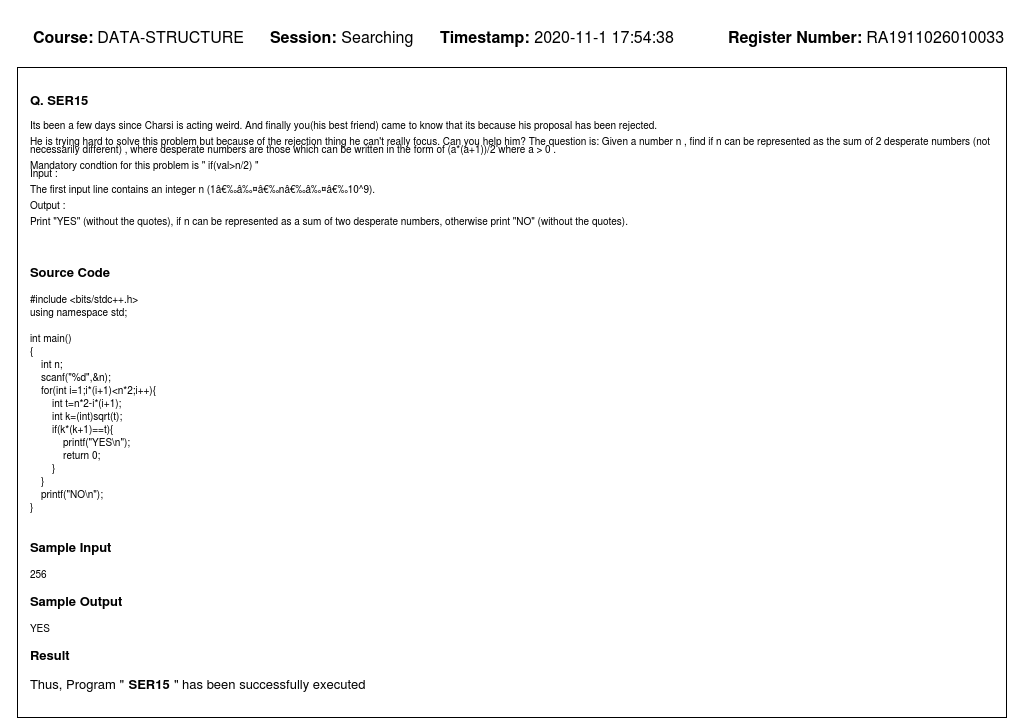 Course: DATA-STRUCTURE Session: Searching Timestamp: 2020-11-1 17:54:38 Register Number: RA1911026010033
Q. SER15
Its been a few days since Charsi is acting weird. And finally you(his best friend) came to know that its because his proposal has been rejected.
He is trying hard to solve this problem but because of the rejection thing he can't really focus. Can you help him? The question is: Given a number n , find if n can be represented as the sum of 2 desperate numbers (not
necessarily different) , where desperate numbers are those which can be written in the form of (a*(a+1))/2 where a > 0 .
Mandatory condtion for this problem is " if(val>n/2) "
Input :
The first input line contains an integer n (1â€‰â‰¤â€‰nâ€‰â‰¤â€‰10^9).
Output :
Print "YES" (without the quotes), if n can be represented as a sum of two desperate numbers, otherwise print "NO" (without the quotes).
Source Code
#include <bits/stdc++.h>
using namespace std;
int main()
{
int n;
scanf("%d",&n);
for(int i=1;i*(i+1)<n*2;i++){
int t=n*2-i*(i+1);
int k=(int)sqrt(t);
if(k*(k+1)==t){
printf("YES\n");
return 0;
}
}
printf("NO\n");
}
Sample Input
256
Sample Output
YES
Result
Thus, Program " SER15 " has been successfully executed